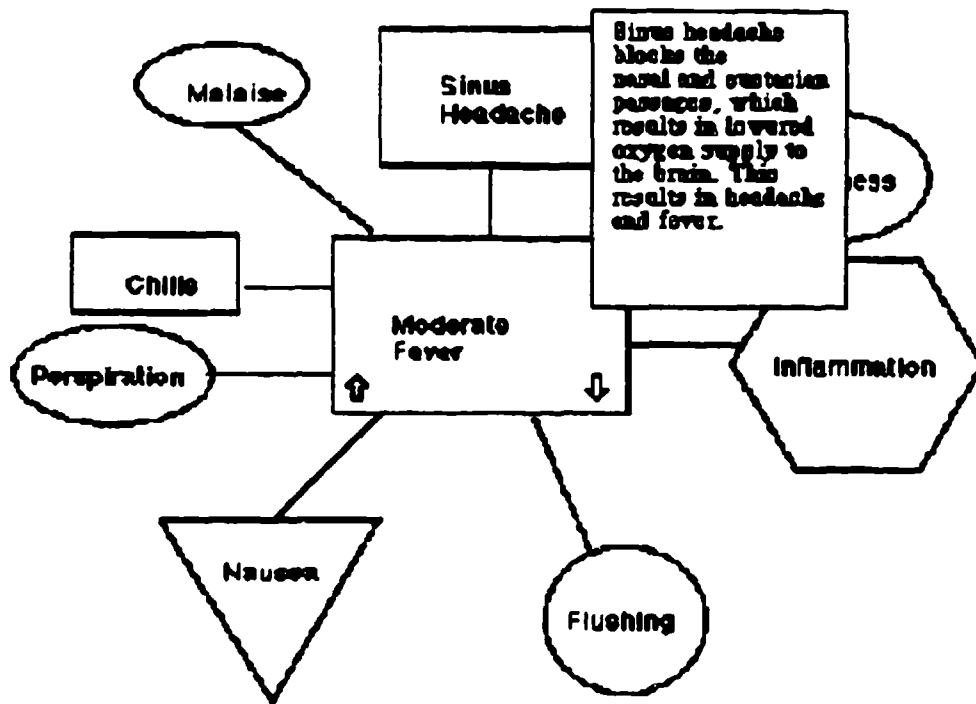 Malaise
Sinus
Headache
Sinus headache
blocks the
nasal and eustacian
passages, which
results in lowered
oxygen supply to
the brain. This
results in headache
and fever.
ness
Chills
Moderate
Fever
Perspiration
Inflammation
Nausea
Flushing